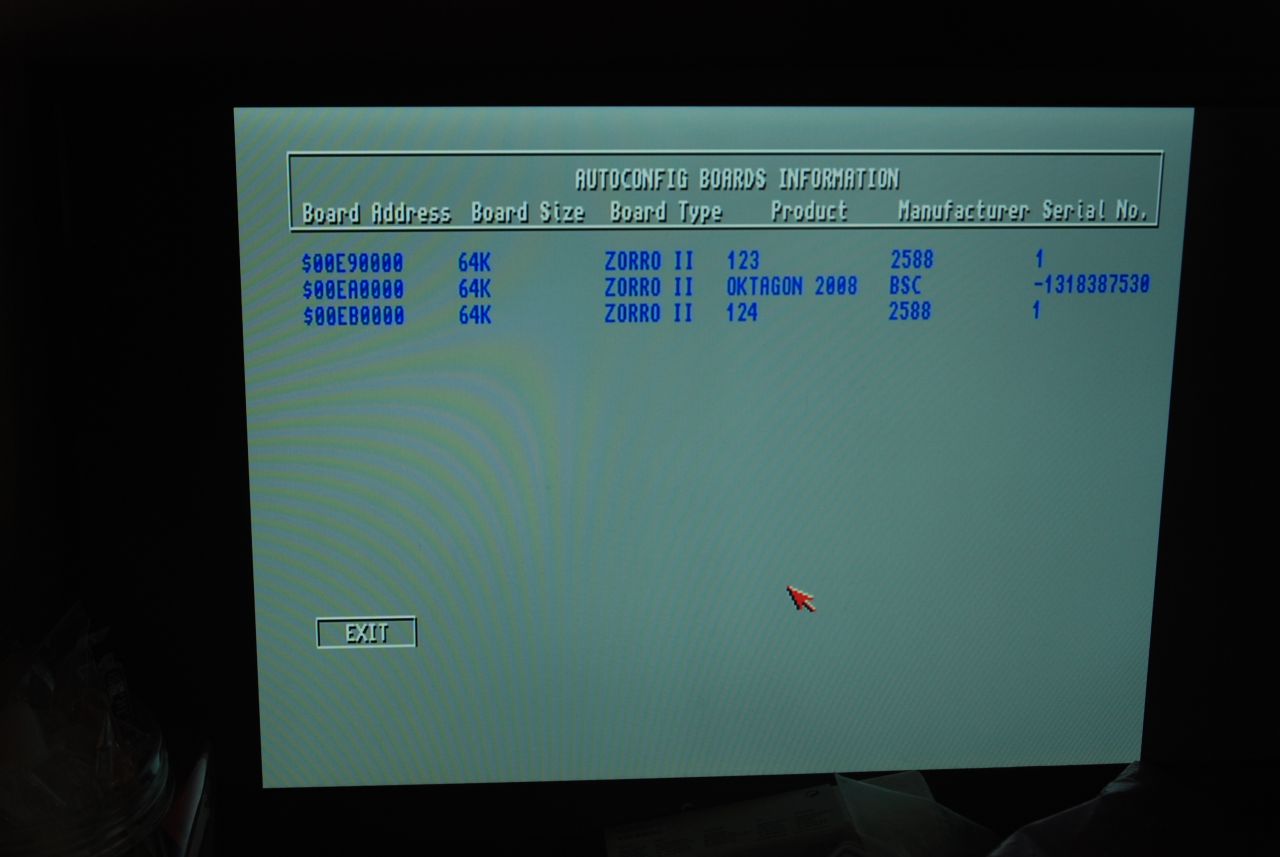 AUTOCONFIG BOARDS INFORMATION
Board Address Board Size Board Type Product Manufacturer Serial No.
$00E90000 64K ZORRO II 123 2588 1
$00EA0000 64K ZORRO II OKTAGON 2008 BSC -1318387530
$00EB0000 64K ZORRO II 124 2588 1
EXIT